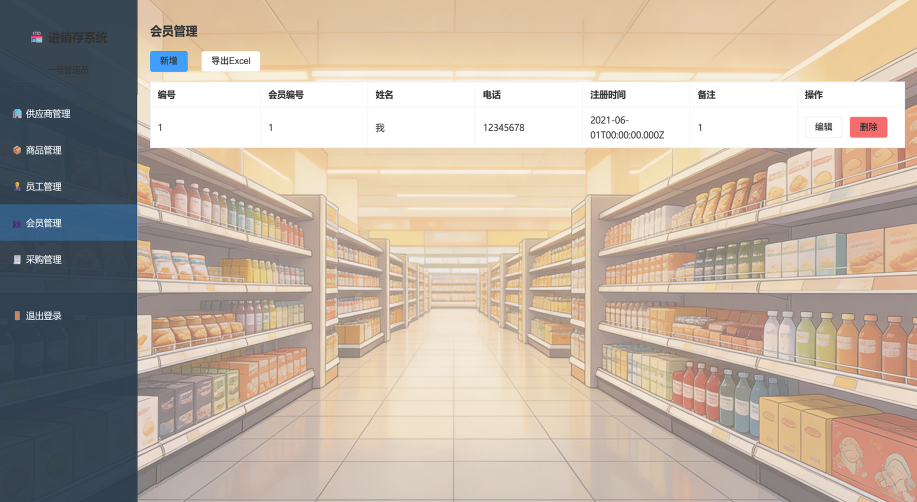 进销存系统
一号管理员
供应商管理
商品管理
员工管理
会员管理
采购管理
退出登录
会员管理
新增 导出Excel
编号 会员编号 姓名 电话 注册时间 备注 操作
1 1 我 12345678 2021-06-01T00:00:00.000Z 1 编辑 删除